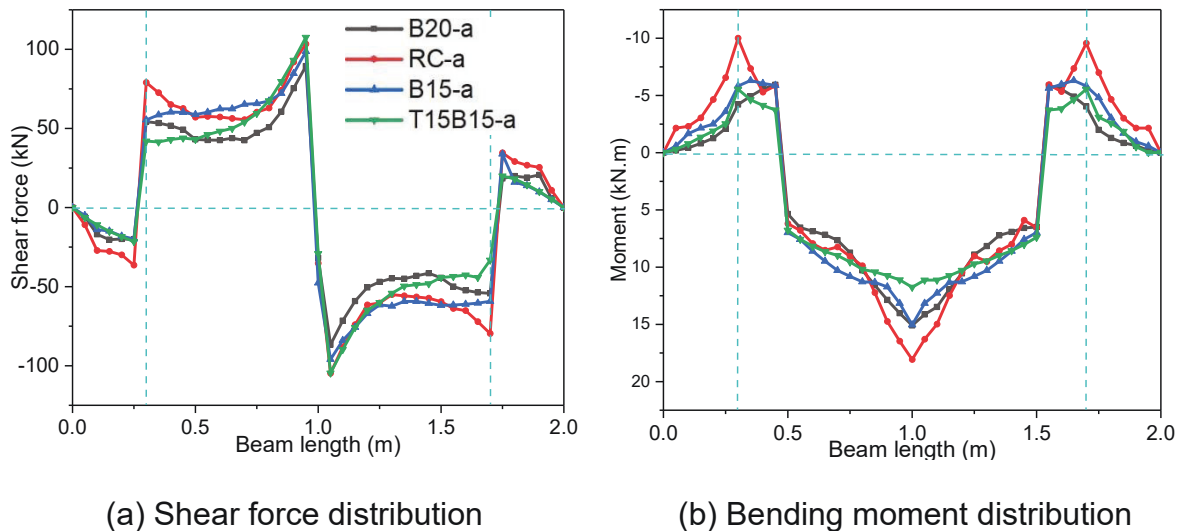 B20-a
RC-a
B15-a
T15B15-a
Shear force (kN)
100
50
0
-50
-100
0.0 0.5 1.0 1.5 2.0
Beam length (m)
(a) Shear force distribution
Moment (kN.m)
-10
-5
0
5
10
15
20
0.0 0.5 1.0 1.5 2.0
Beam length (m)
(b) Bending moment distribution